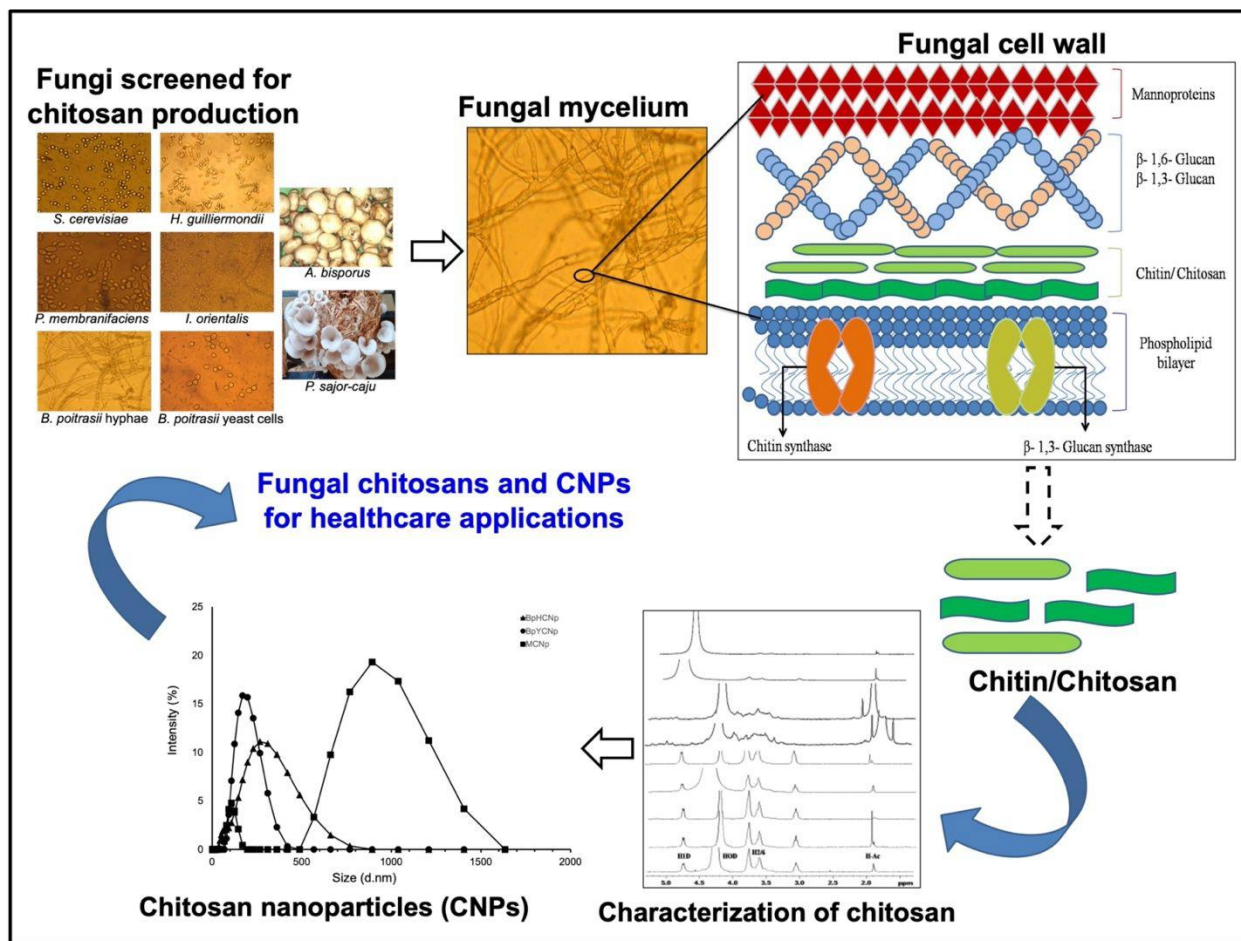 Fungi screened for
chitosan production
S. cerevisiae
H. guilliermondii
P. membranifaciens
I. orientalis
B. poitrasii hyphae
B. poitrasii yeast cells
A. bisporus
P. sajor-caju
Fungal mycelium
Fungal cell wall
Mannoproteins
β- 1,6- Glucan
β- 1,3- Glucan
Chitin/ Chitosan
Phospholipid
bilayer
Chitin synthase
β- 1,3- Glucan synthase
Fungal chitosans and CNPs
for healthcare applications
Chitin/Chitosan
25
20
15
10
5
0
Intensity (%)
BpHCNp
BpYCNp
MCNp
0 500 1000 1500 2000
Size (d.nm)
Chitosan nanoparticles (CNPs)
H1D HOD H2/6 H-Ac
5.0 4.0 3.5 3.0 2.0 ppm
Characterization of chitosan